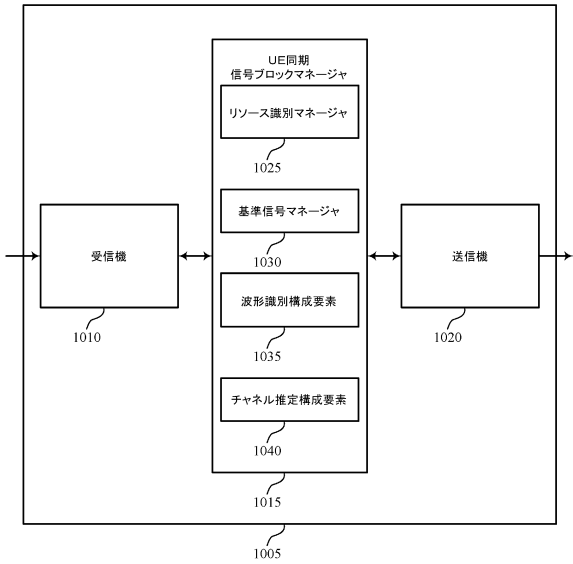 UE同期
信号ブロックマネージャ
リソース識別マネージャ
1025
基準信号マネージャ
1030
受信機
1010
送信機
1020
波形識別構成要素
1035
チャネル推定構成要素
1040
1015
1005